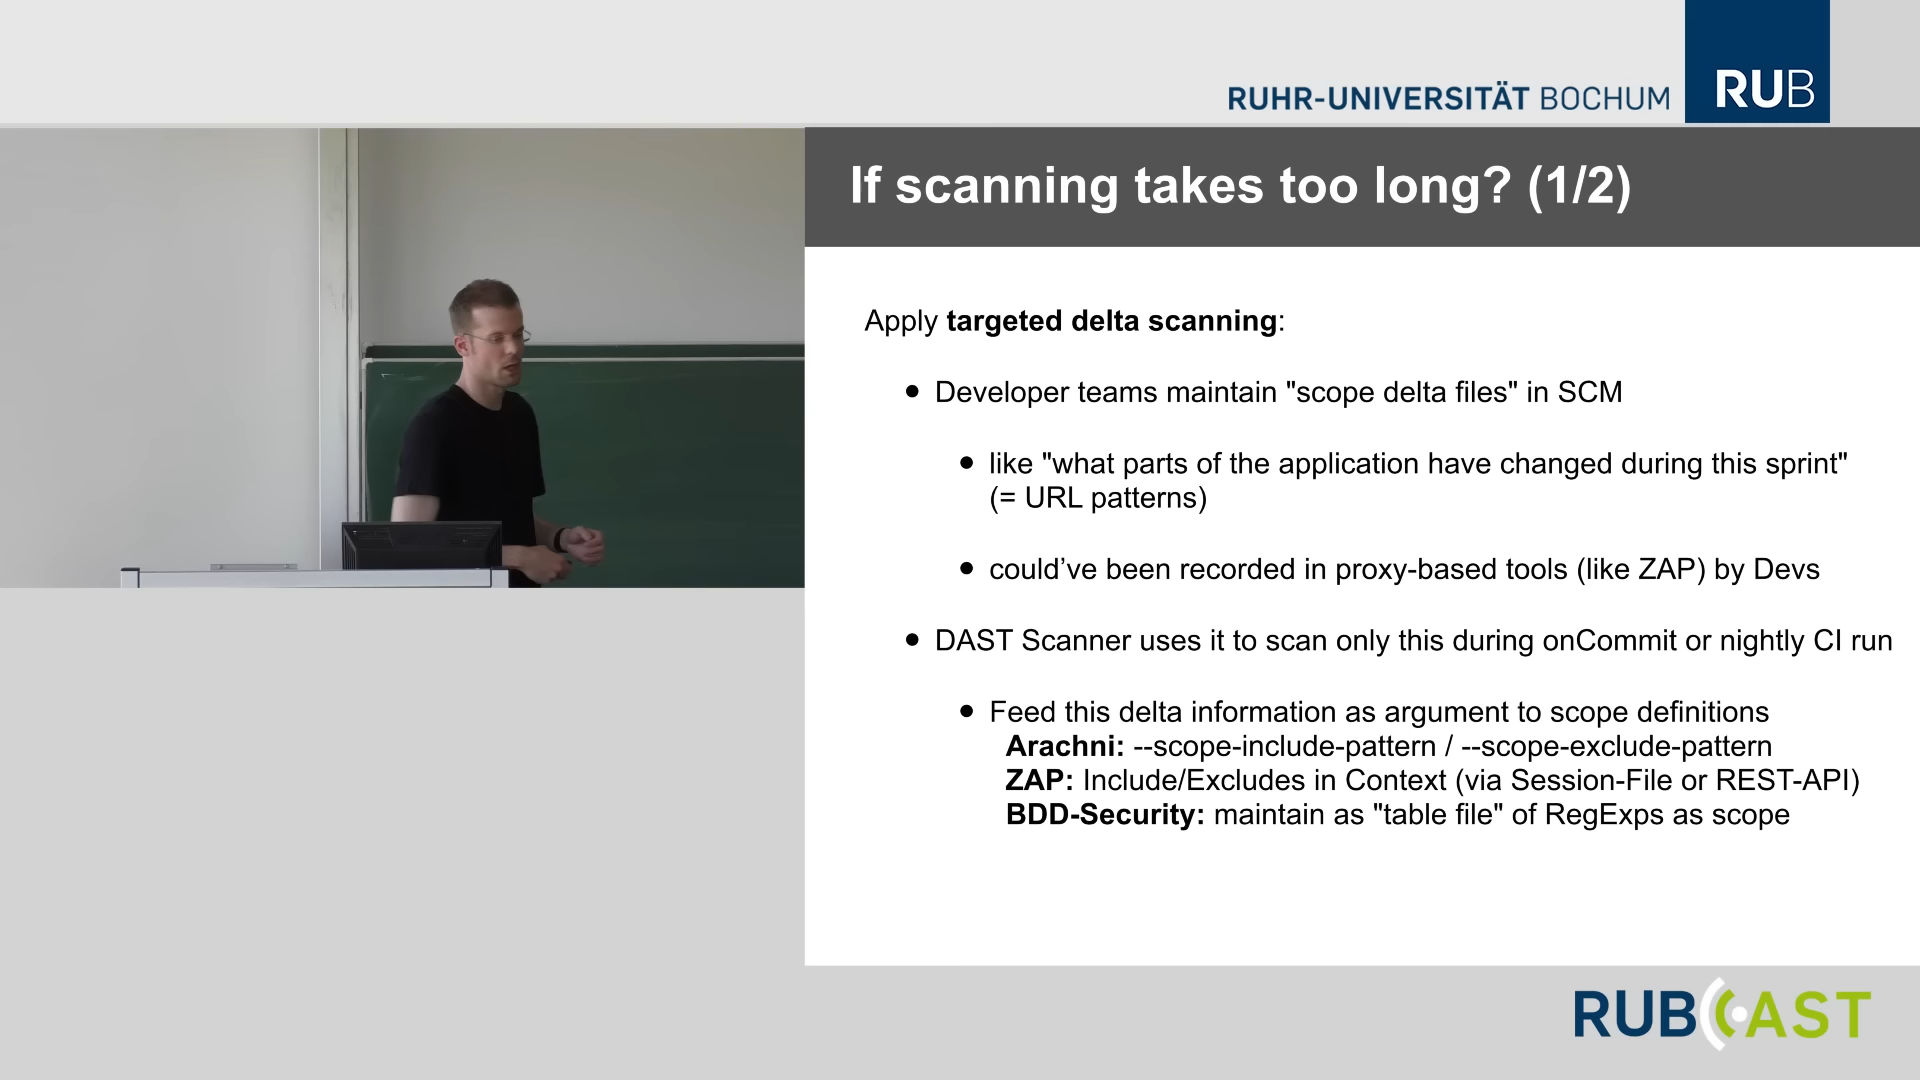 RUHR-UNIVERSITÄT BOCHUM
RUB
If scanning takes too long? (1/2)
Apply targeted delta scanning:
• Developer teams maintain "scope delta files" in SCM
• like "what parts of the application have changed during this sprint"
(= URL patterns)
• could’ve been recorded in proxy-based tools (like ZAP) by Devs
• DAST Scanner uses it to scan only this during onCommit or nightly CI run
• Feed this delta information as argument to scope definitions
Arachni: --scope-include-pattern / --scope-exclude-pattern
ZAP: Include/Excludes in Context (via Session-File or REST-API)
BDD-Security: maintain as "table file" of RegExps as scope
RUBCAST